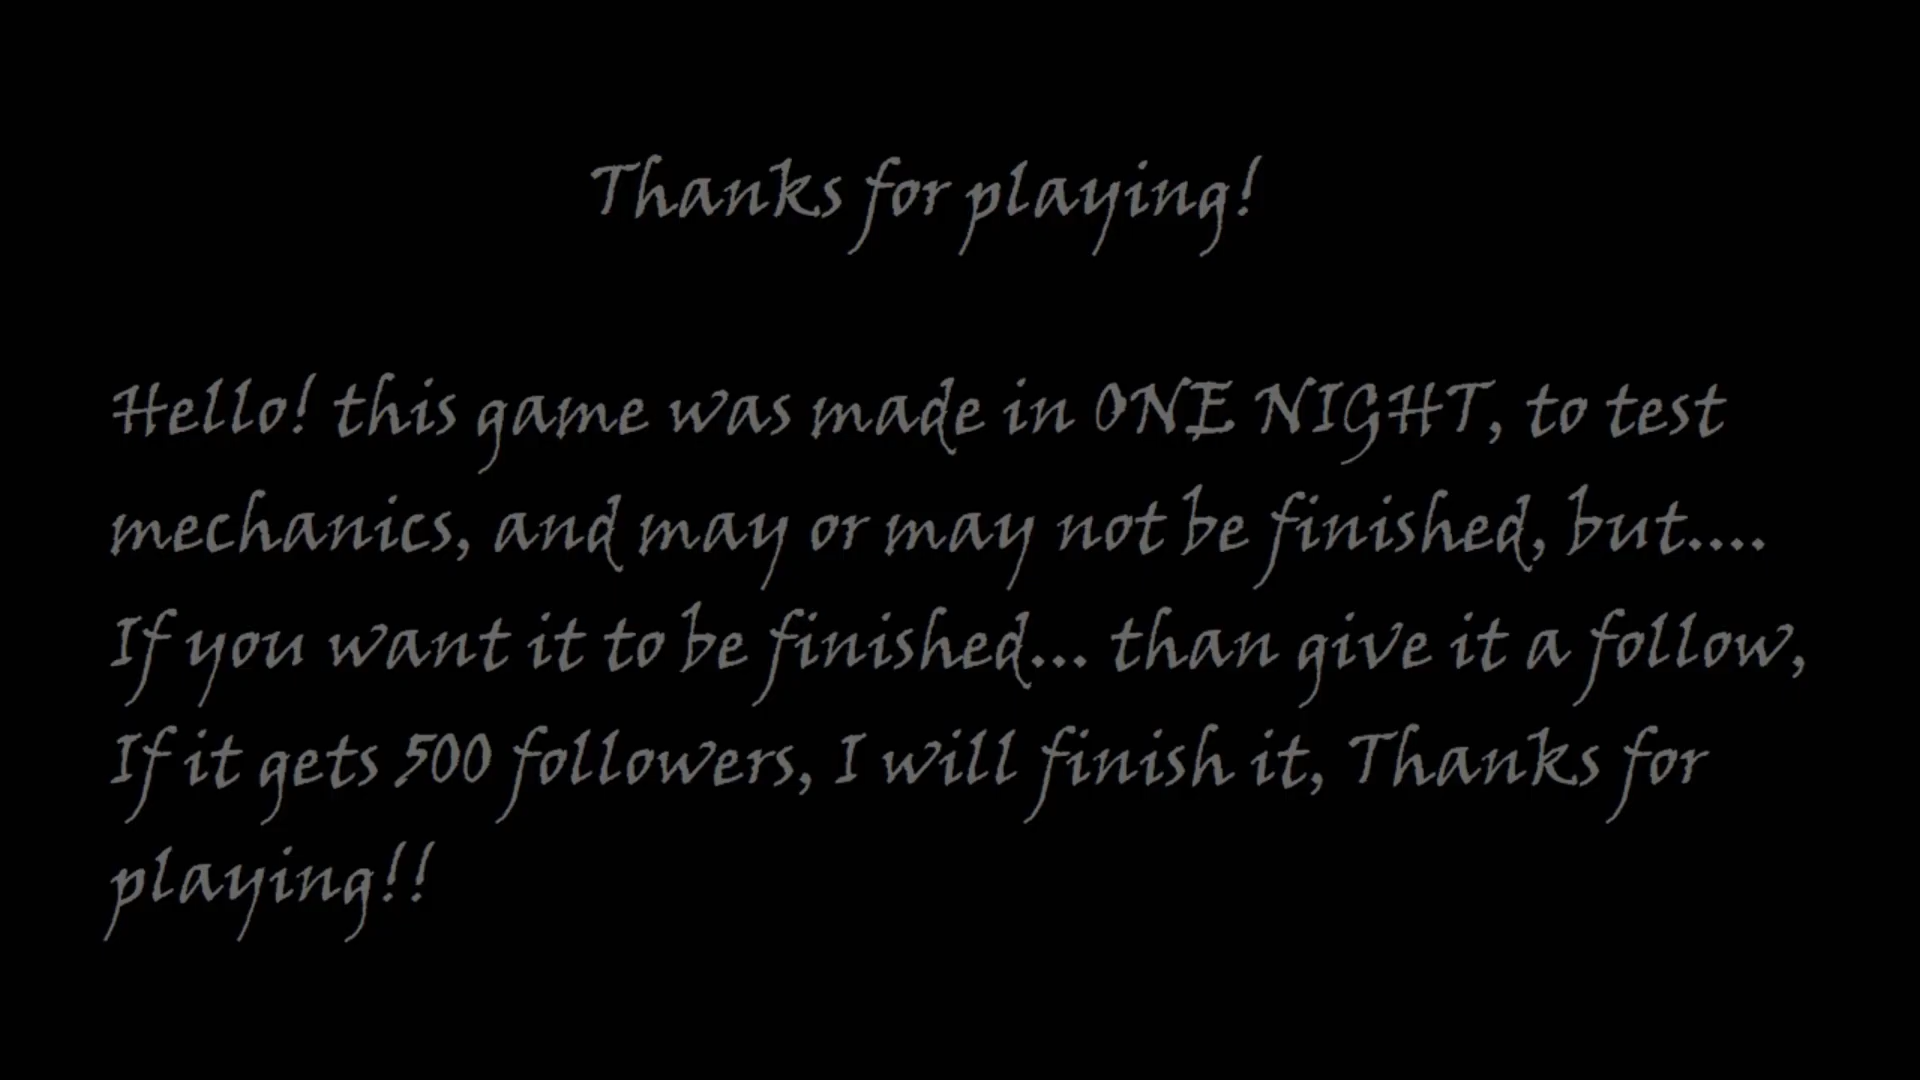 Thanks for playing!
Hello! this game was made in ONE NIGHT, to test
mechanics, and may or may not be finished, but....
If you want it to be finished... than give it a follow,
If it gets 500 followers, I will finish it, Thanks for
playing!!